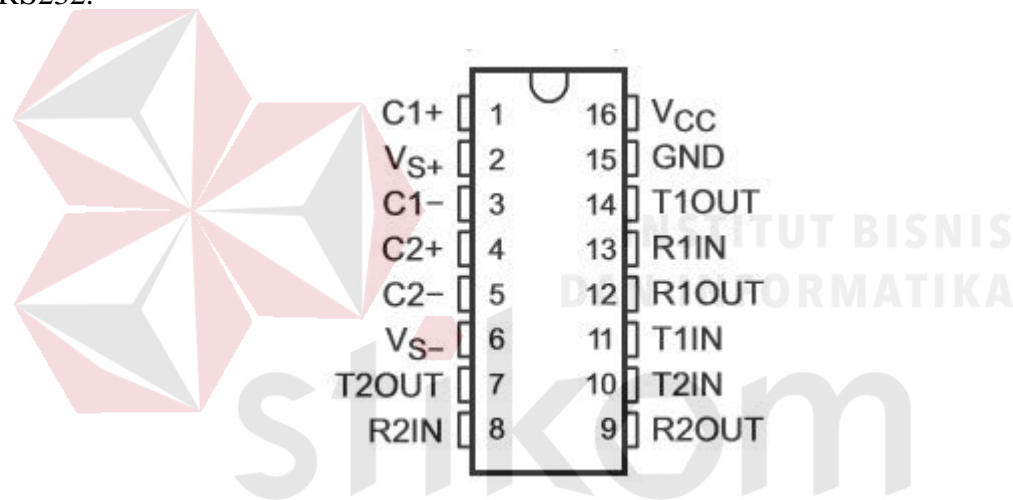 RS232.
C1+ 1 16 VCC
VS+ 2 15 GND
C1− 3 14 T1OUT
C2+ 4 13 R1IN
C2− 5 12 R1OUT
VS− 6 11 T1IN
T2OUT 7 10 T2IN
R2IN 8 9 R2OUT
INSTITUT BISNIS
DAN INFORMATIKA
stikom